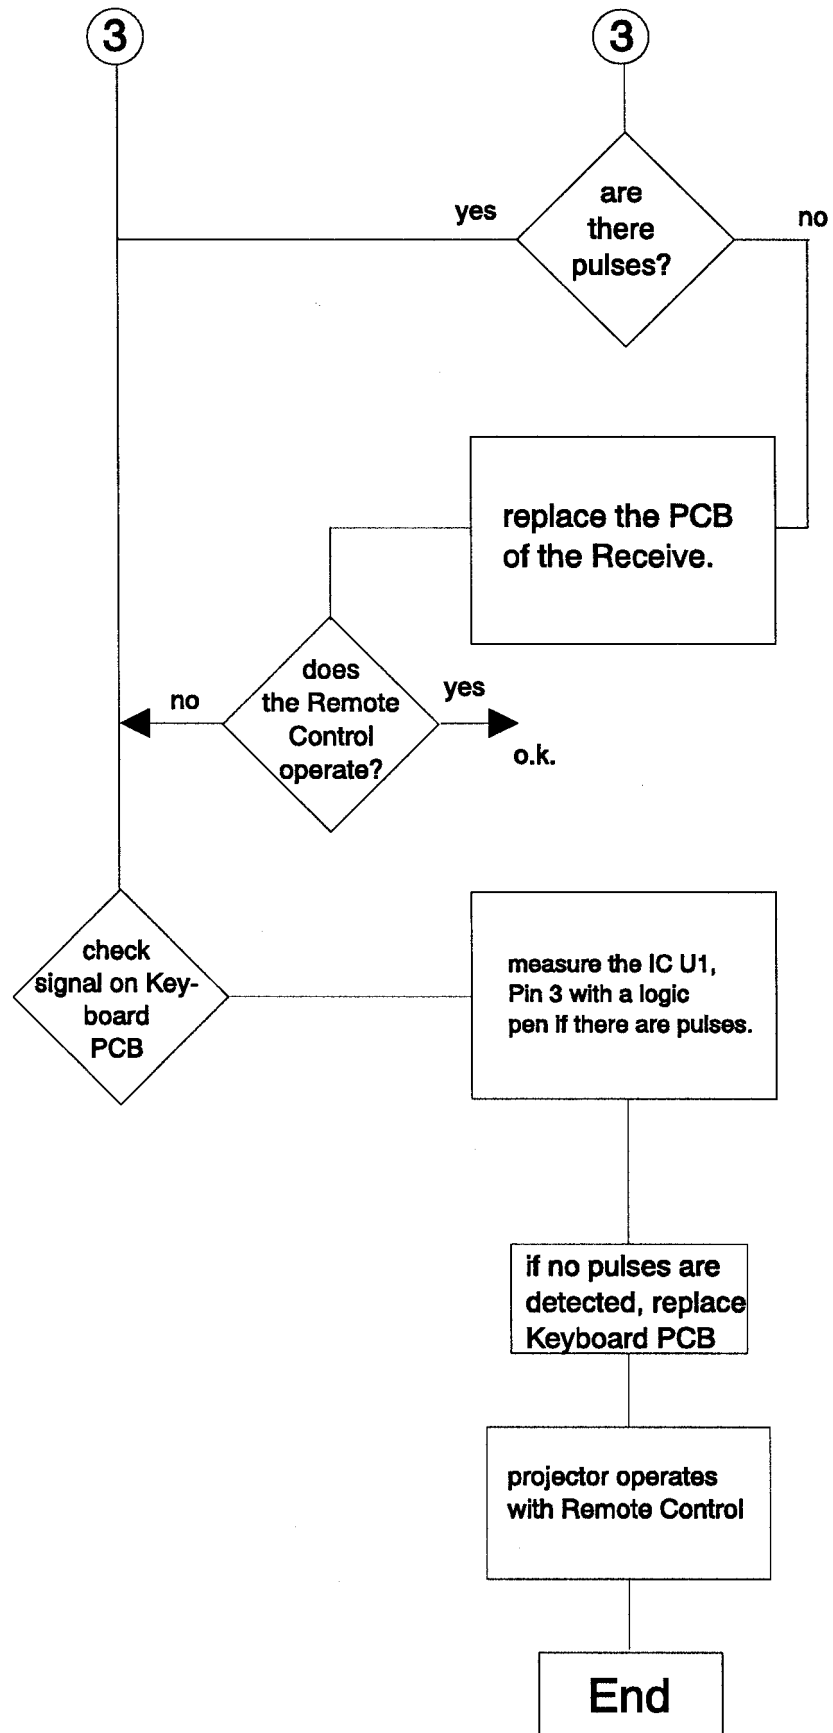 3
3
are
there
pulses?
yes
no
replace the PCB
of the Receive.
does
the Remote
Control
operate?
no
yes
o.k.
check
signal on Key-
board
PCB
measure the IC U1,
Pin 3 with a logic
pen if there are pulses.
if no pulses are
detected, replace
Keyboard PCB
projector operates
with Remote Control
End